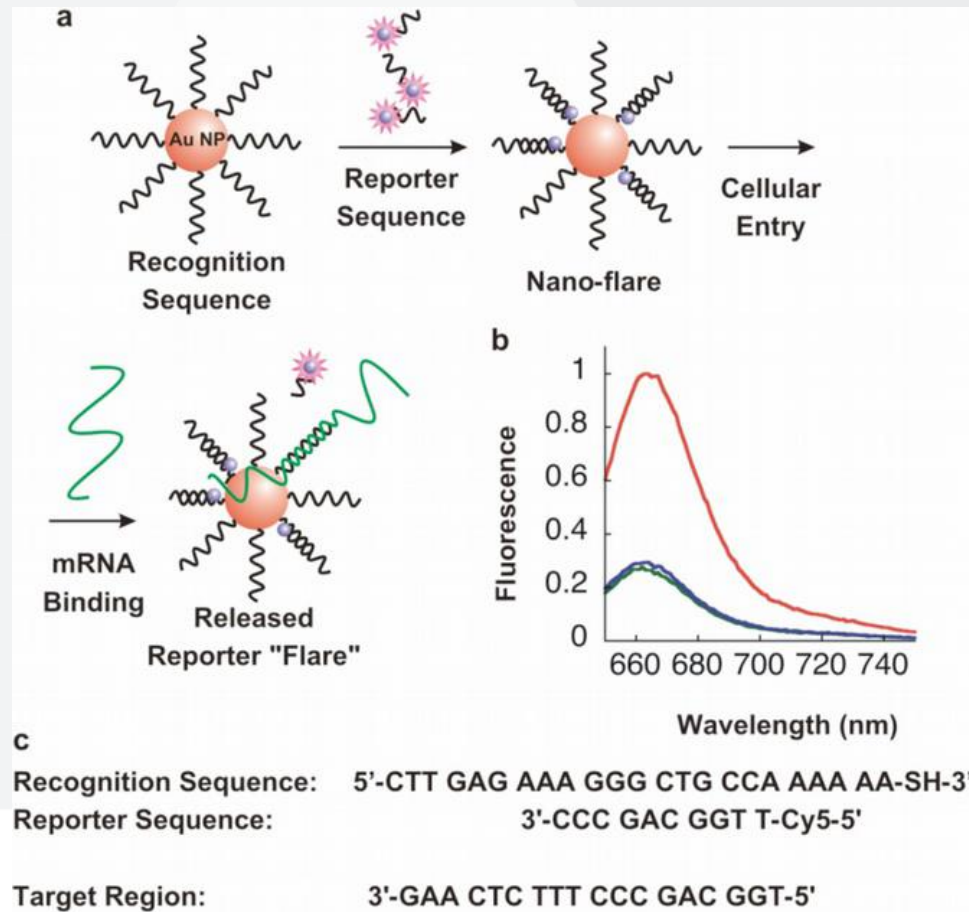 a
Au NP
Reporter
Sequence
Cellular
Entry
Recognition
Sequence
Nano-flare
mRNA
Binding
Released
Reporter "Flare"
b
1
0.8
0.6
0.4
0.2
0
Fluorescence
660 680 700 720 740
Wavelength (nm)
c
Recognition Sequence: 5'-CTT GAG AAA GGG CTG CCA AAA AA-SH-3'
Reporter Sequence: 3'-CCC GAC GGT T-Cy5-5'
Target Region: 3'-GAA CTC TTT CCC GAC GGT-5'